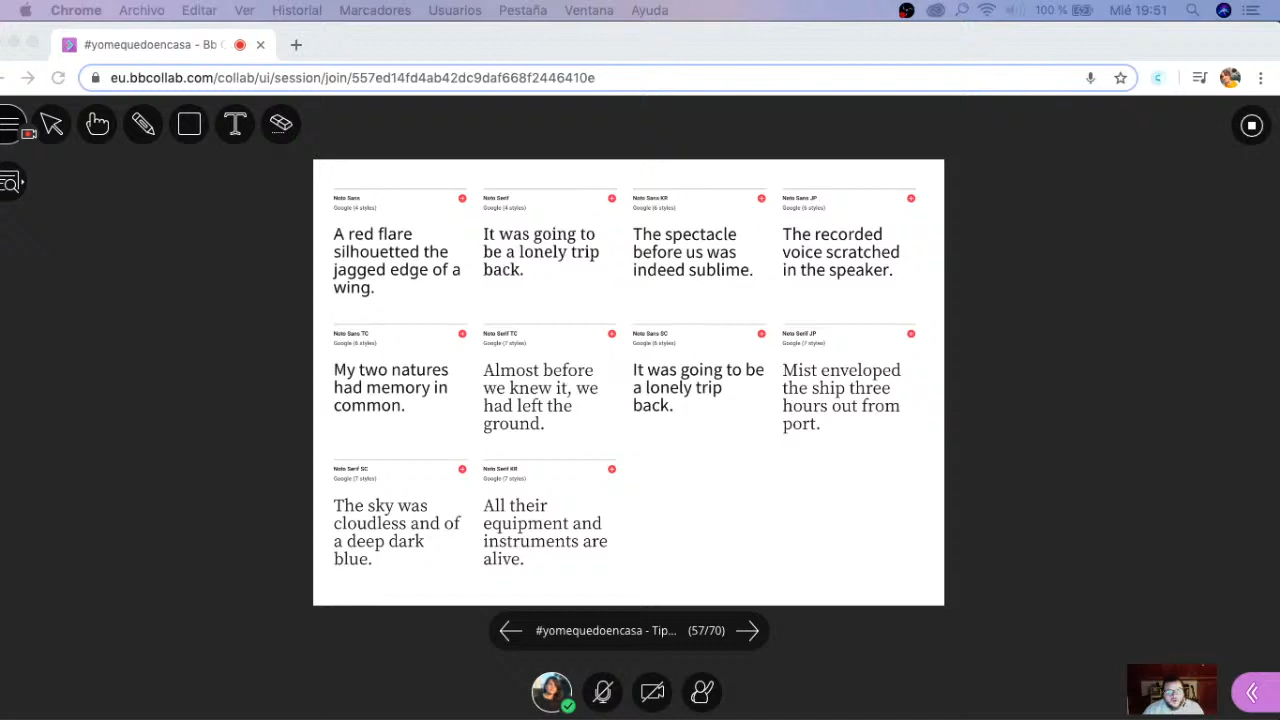 Chrome Archivo Editar Ver Historial Marcadores Usuarios Pestaña Ventana Ayuda 100 % Mié 19:51
#yomequedoencasa - Bb C
eu.bbcollab.com/collab/ui/session/join/557ed14fd4ab42dc9daf668f2446410e
Noto Sans
Google (4 styles)
A red flare
silhouetted the
jagged edge of a
wing.
Noto Serif
Google (4 styles)
It was going to
be a lonely trip
back.
Noto Sans KR
Google (6 styles)
The spectacle
before us was
indeed sublime.
Noto Sans JP
Google (6 styles)
The recorded
voice scratched
in the speaker.
Noto Sans TC
Google (6 styles)
My two natures
had memory in
common.
Noto Serif TC
Google (7 styles)
Almost before
we knew it, we
had left the
ground.
Noto Sans SC
Google (6 styles)
It was going to be
a lonely trip
back.
Noto Serif JP
Google (7 styles)
Mist enveloped
the ship three
hours out from
port.
Noto Serif SC
Google (7 styles)
The sky was
cloudless and of
a deep dark
blue.
Noto Serif KR
Google (7 styles)
All their
equipment and
instruments are
alive.
#yomequedoencasa - Tip... (57/70)